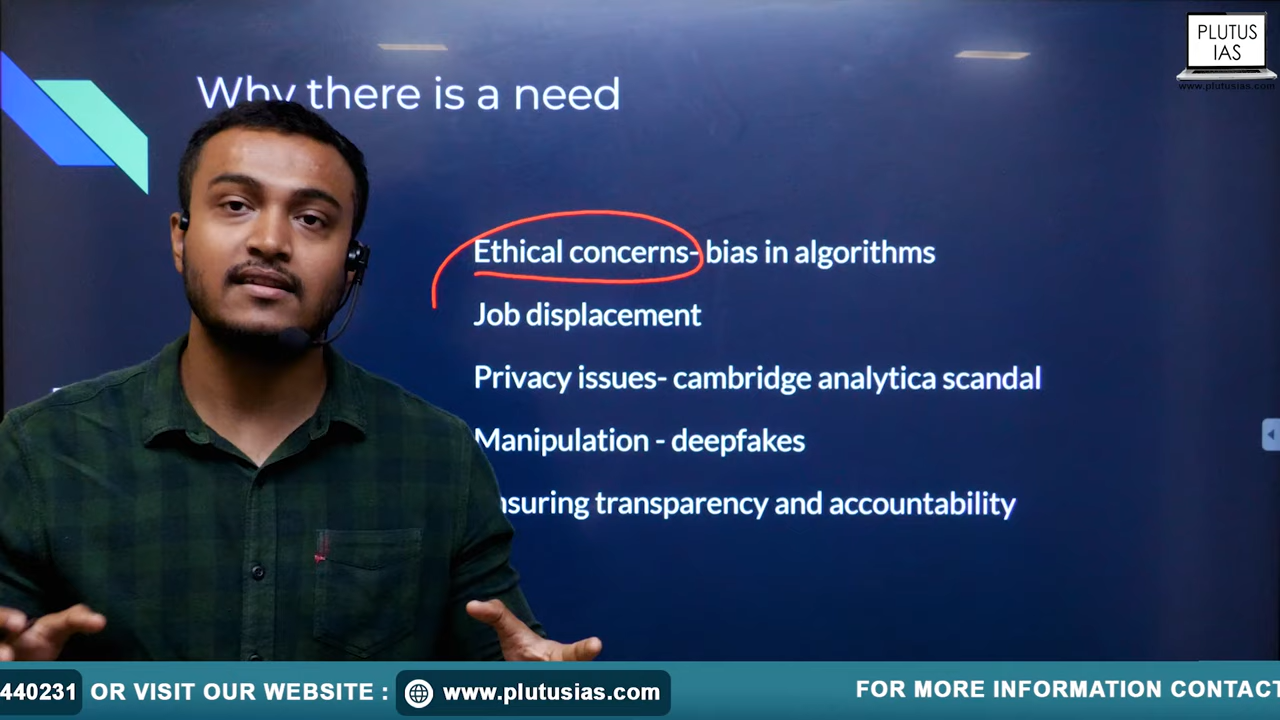 PLUTUS
IAS
www.plutusias.com
Why there is a need
Ethical concerns- bias in algorithms
Job displacement
Privacy issues- cambridge analytica scandal
Manipulation - deepfakes
nsuring transparency and accountability
440231 OR VISIT OUR WEBSITE : www.plutusias.com FOR MORE INFORMATION CONTACT